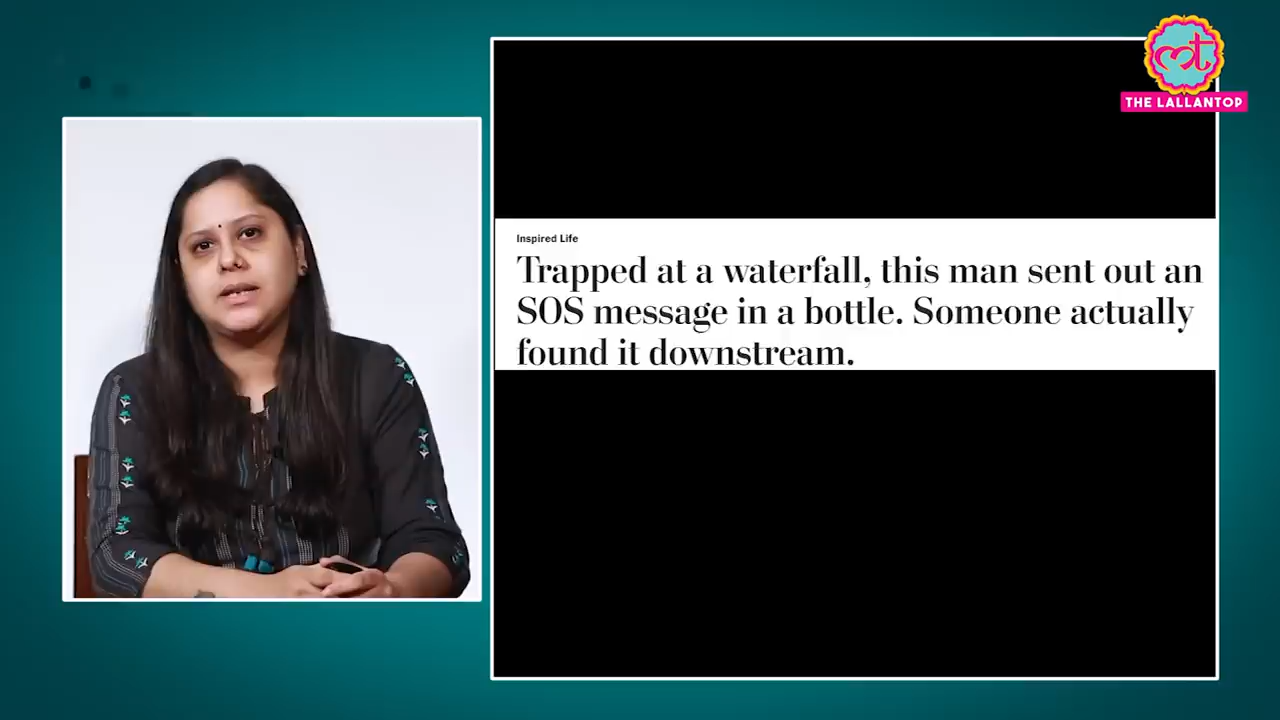 THE LALLANTOP
Inspired Life
Trapped at a waterfall, this man sent out an
SOS message in a bottle. Someone actually
found it downstream.